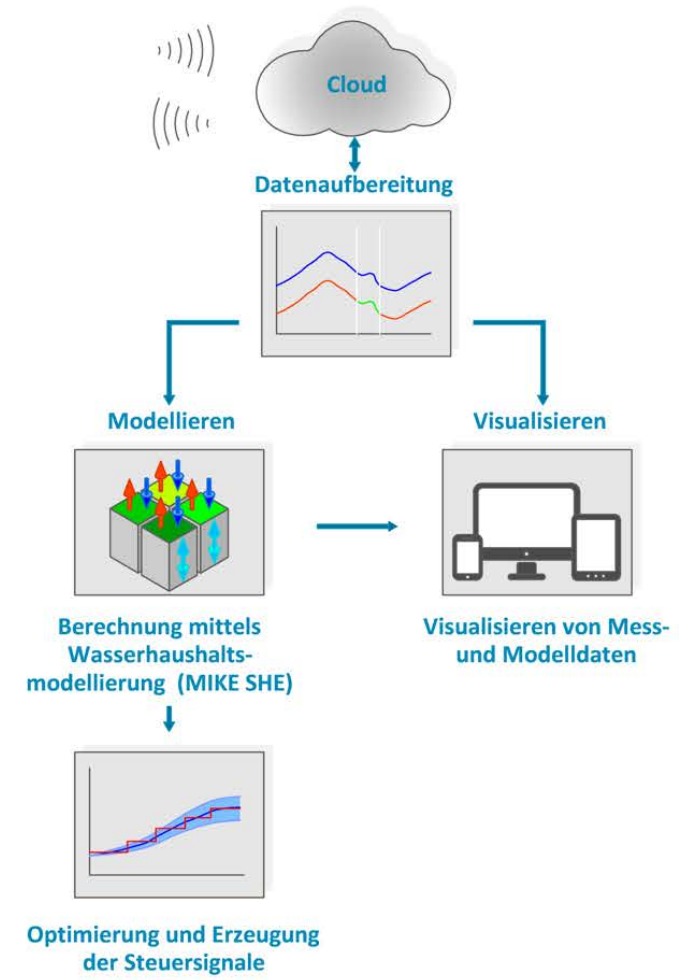 Cloud
Datenaufbereitung
Modellieren
Visualisieren
Berechnung mittels
Wasserhaushalts-
modellierung (MIKE SHE)
Visualisieren von Mess-
und Modelldaten
Optimierung und Erzeugung
der Steuersignale